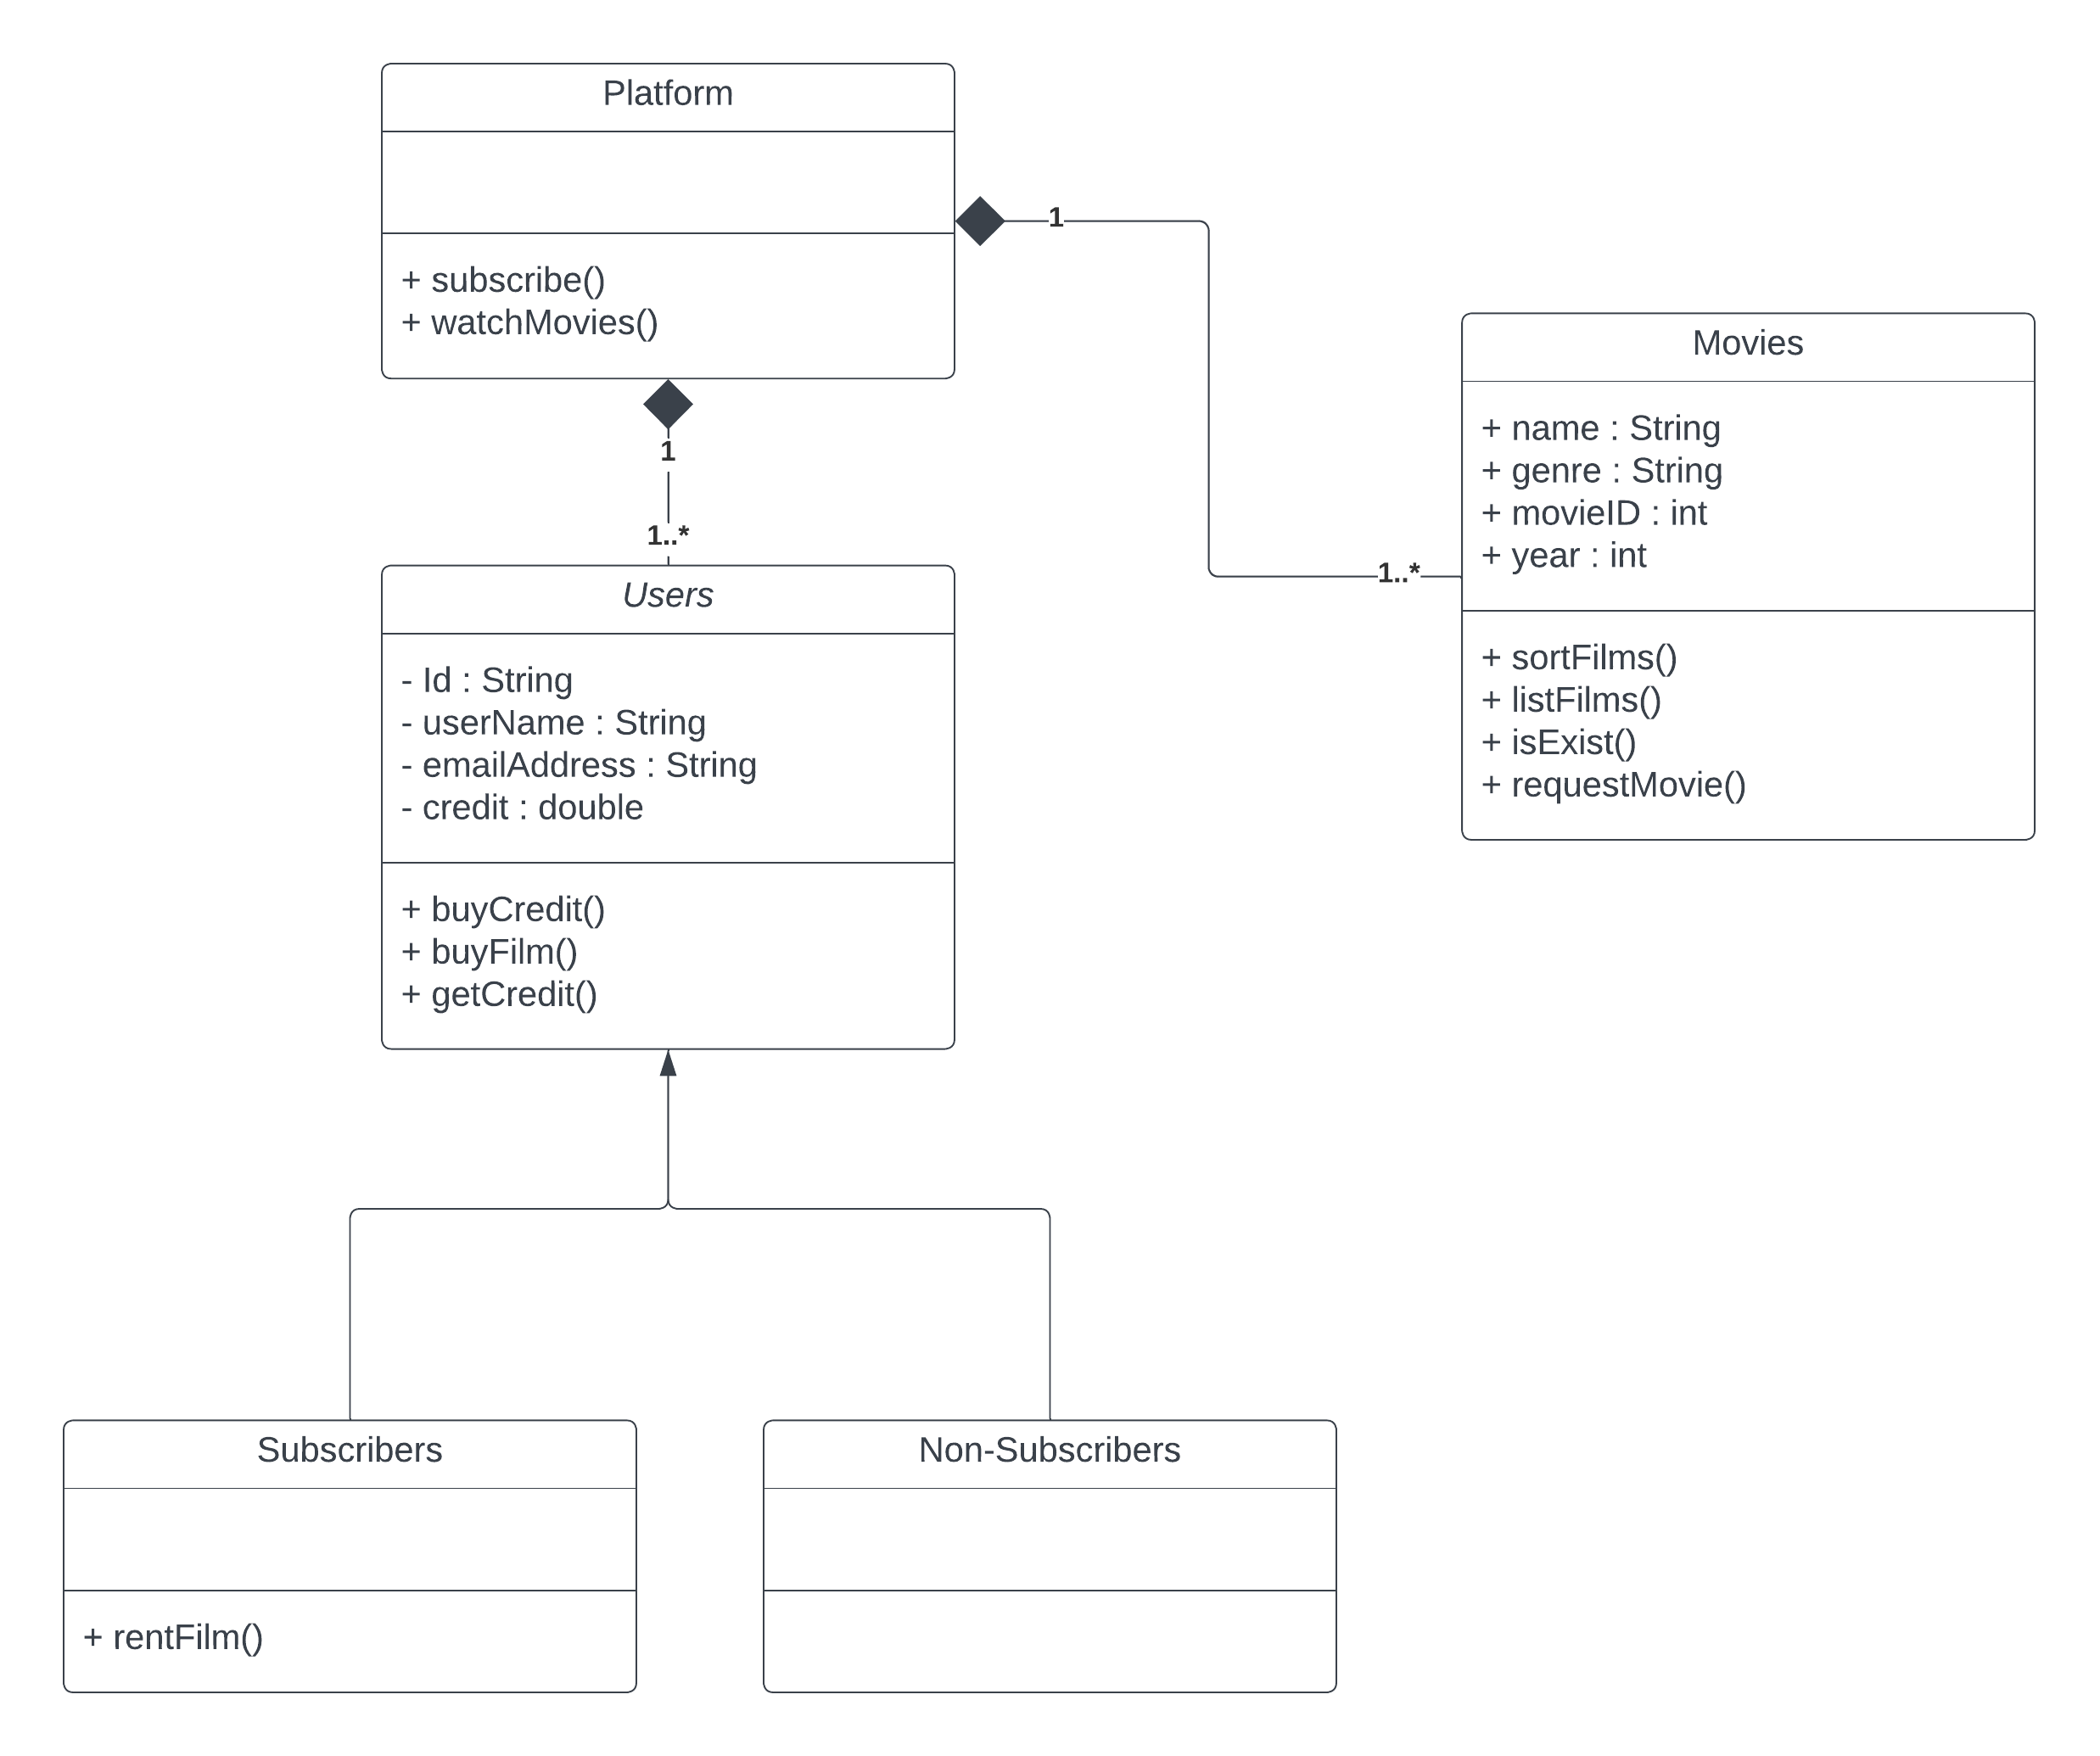 Platform
+ subscribe()
+ watchMovies()
1
1
1..*
Movies
+ name : String
+ genre : String
+ movieID : int
+ year : int
+ sortFilms()
+ listFilms()
+ isExist()
+ requestMovie()
1..*
Users
- Id : String
- userName : String
- emailAddress : String
- credit : double
+ buyCredit()
+ buyFilm()
+ getCredit()
Subscribers
+ rentFilm()
Non-Subscribers